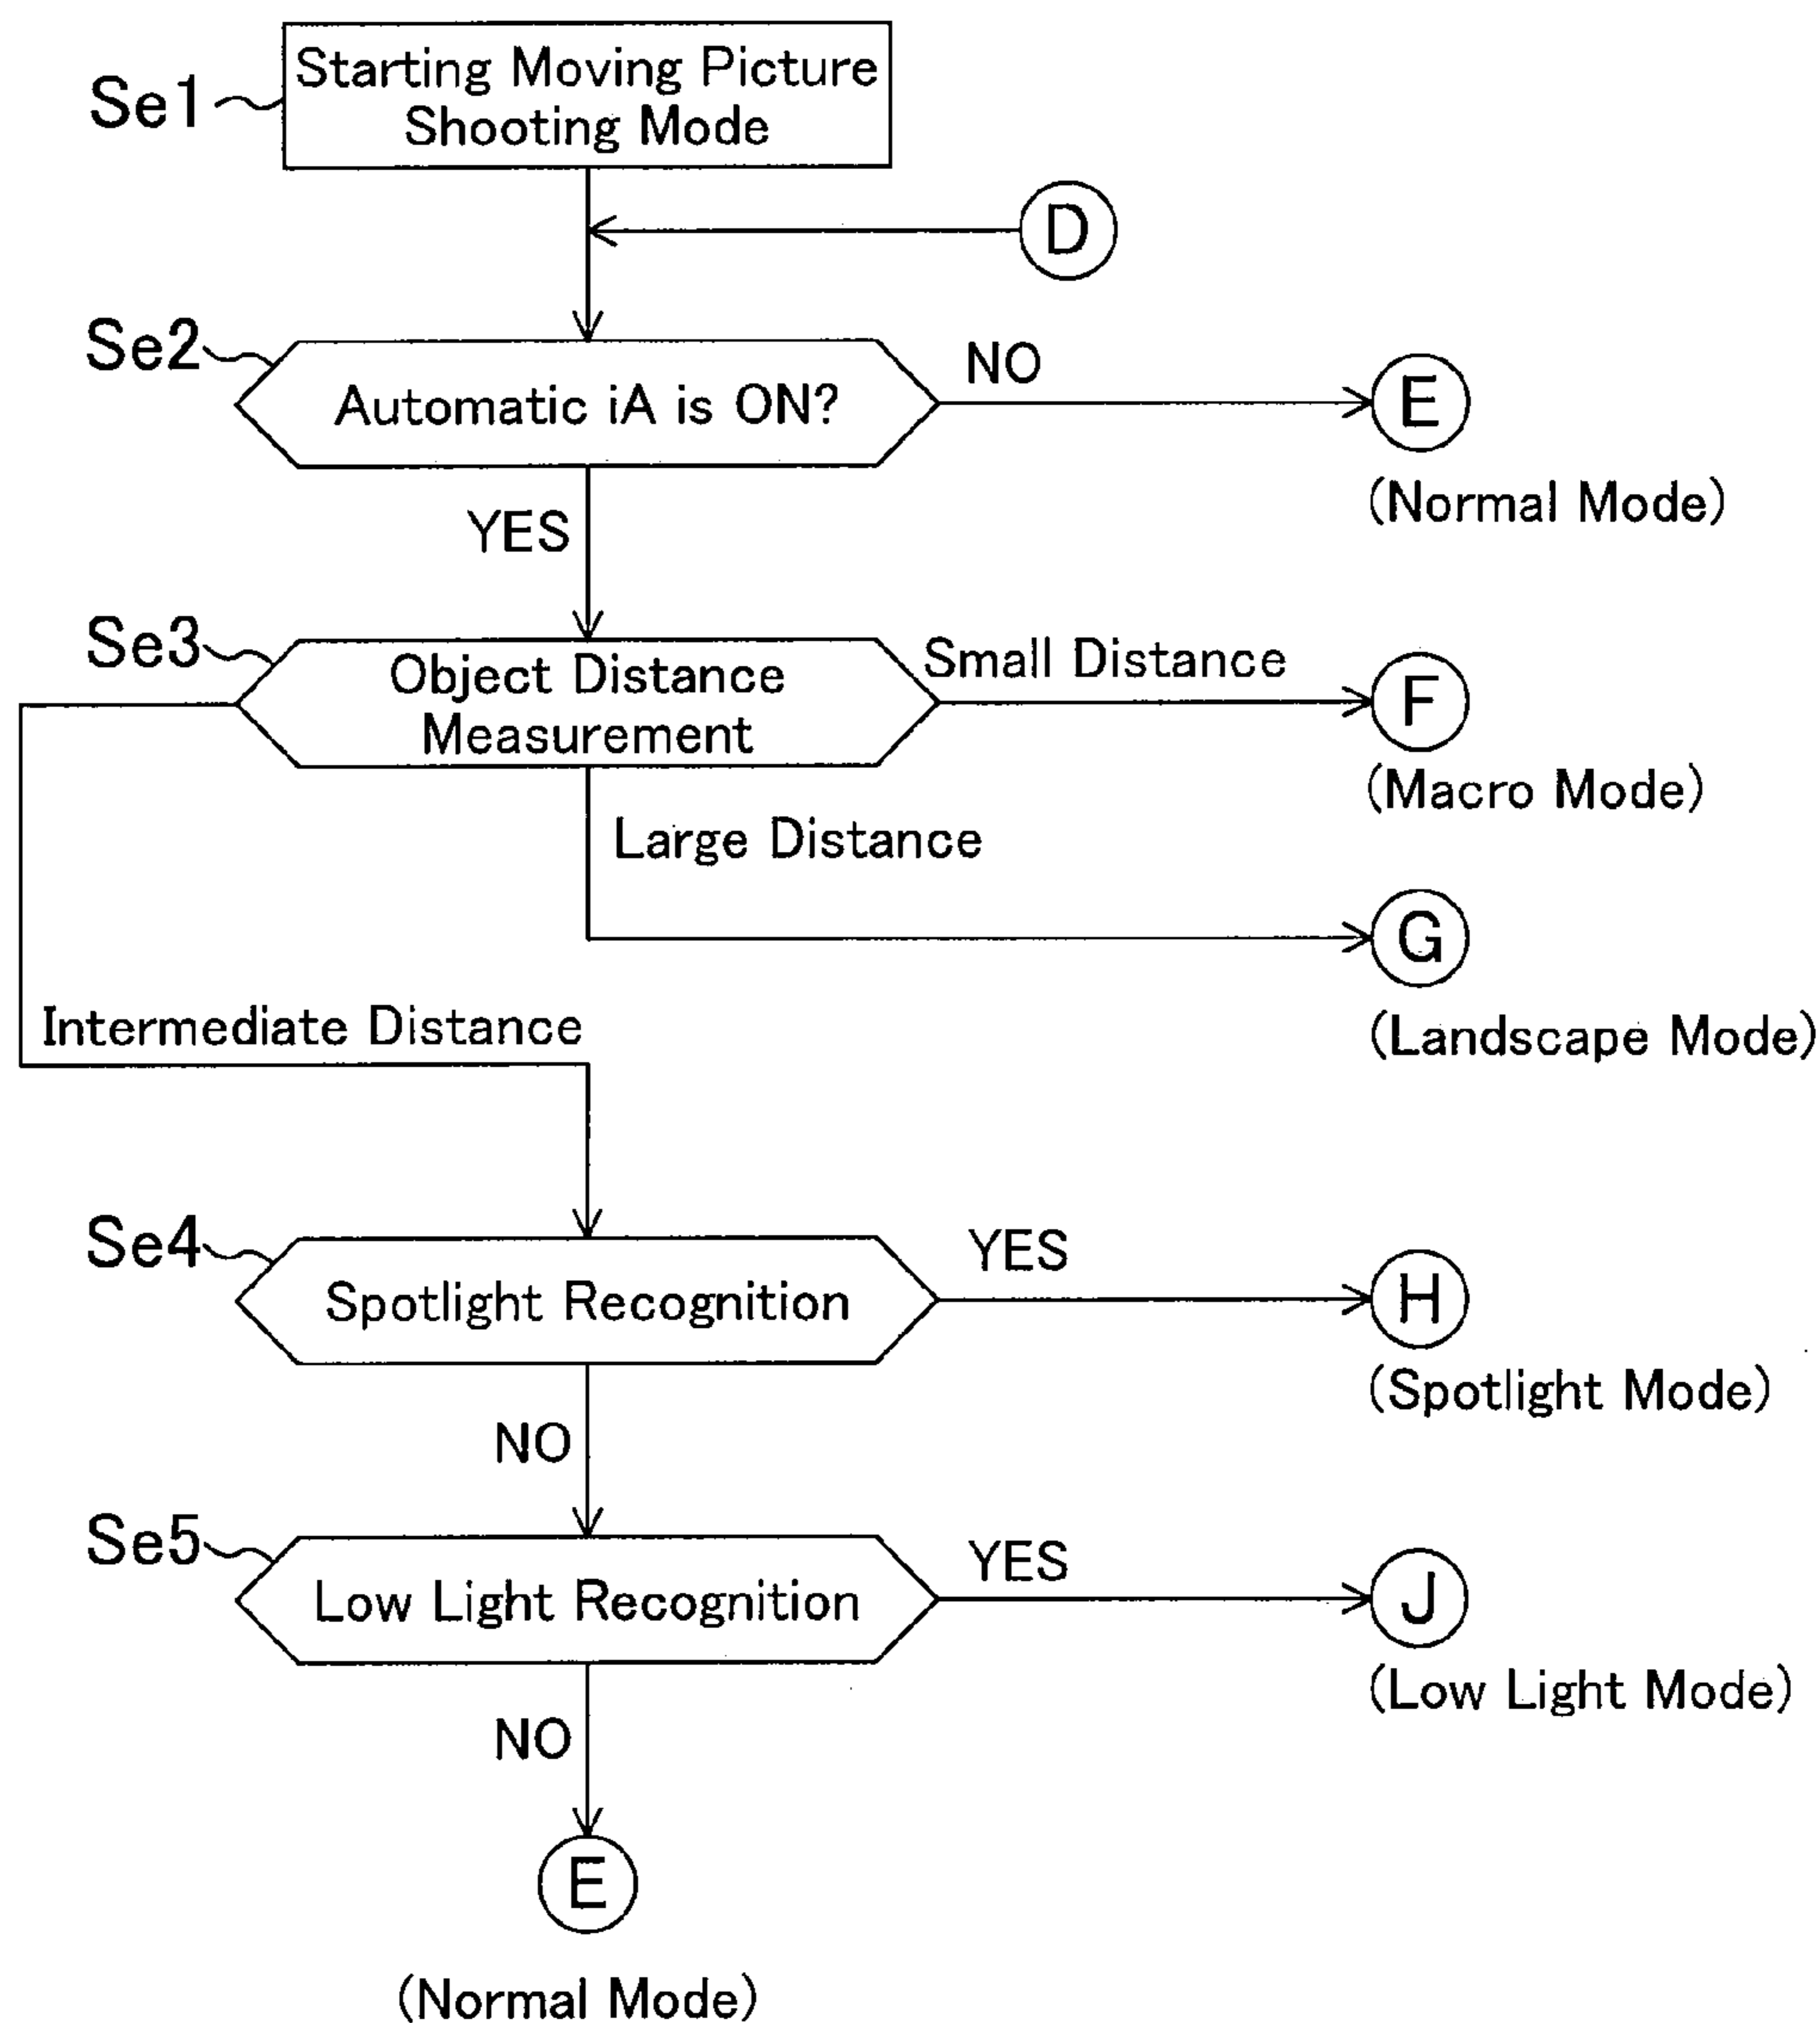 Se1
Starting Moving Picture
Shooting Mode
D
Se2
Automatic iA is ON?
NO
E
(Normal Mode)
YES
Se3
Object Distance
Measurement
Small Distance
F
(Macro Mode)
Large Distance
G
(Landscape Mode)
Intermediate Distance
Se4
Spotlight Recognition
YES
H
(Spotlight Mode)
NO
Se5
Low Light Recognition
YES
J
(Low Light Mode)
NO
E
(Normal Mode)